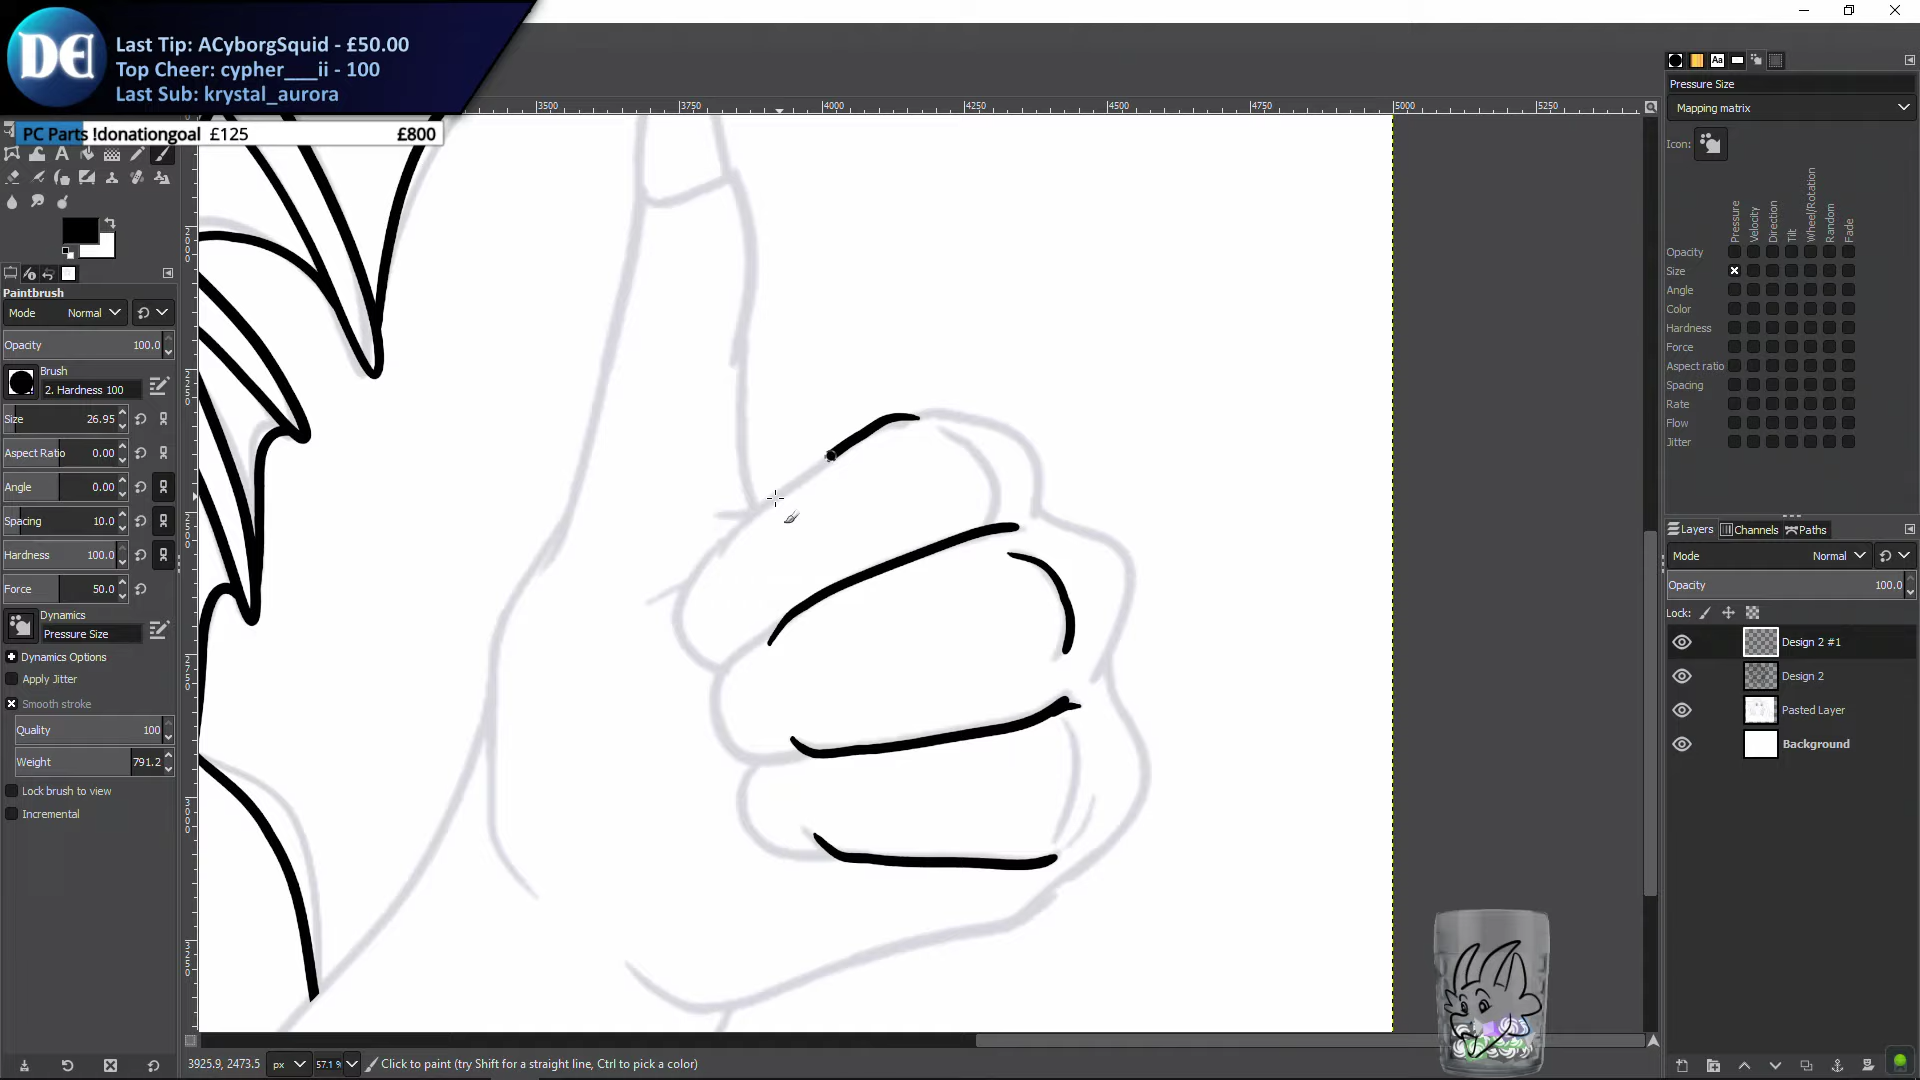 DE
Last Tip: ACyborgSquid - £50.00
Top Cheer: cypher___ii - 100
Last Sub: krystal_aurora
PC Parts !donationgoal £125 £800
3500 3750 4000 4250 4500 4750 5000 5250
Paintbrush
Mode Normal
Opacity 100.0
Brush
2. Hardness 100
Size 26.95
Aspect Ratio 0.00
Angle 0.00
Spacing 10.0
Hardness 100.0
Force 50.0
Dynamics
Pressure Size
Dynamics Options
Apply Jitter
Smooth stroke
Quality 100
Weight 791.2
Lock brush to view
Incremental
3925.9, 2473.5 px 57.1 % Click to paint (try Shift for a straight line, Ctrl to pick a color)
Aa
Pressure Size
Mapping matrix
Icon:
Pressure
Velocity
Direction
Tilt
Wheel/Rotation
Random
Fade
Opacity
Size
Angle
Color
Hardness
Force
Aspect ratio
Spacing
Rate
Flow
Jitter
Layers Channels Paths
Mode Normal
Opacity 100.0
Lock:
Design 2 #1
Design 2
Pasted Layer
Background